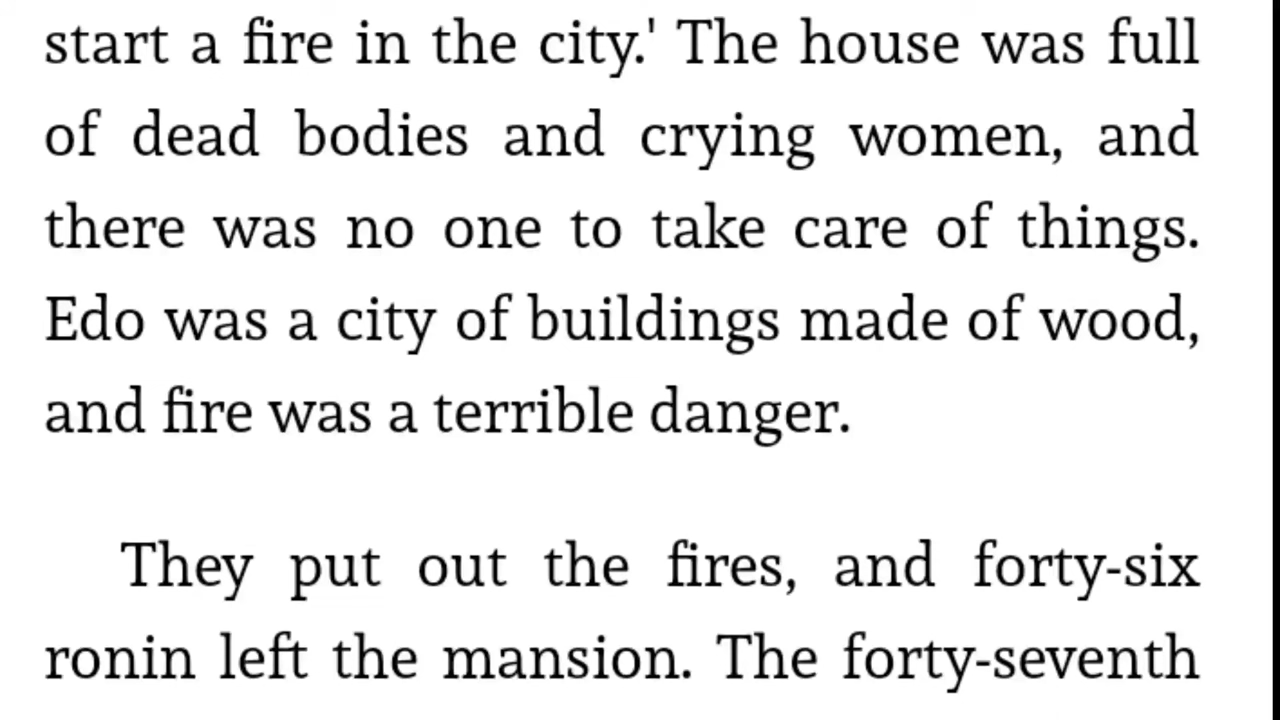 start a fire in the city.' The house was full
of dead bodies and crying women, and
there was no one to take care of things.
Edo was a city of buildings made of wood,
and fire was a terrible danger.
They put out the fires, and forty-six
ronin left the mansion. The forty-seventh